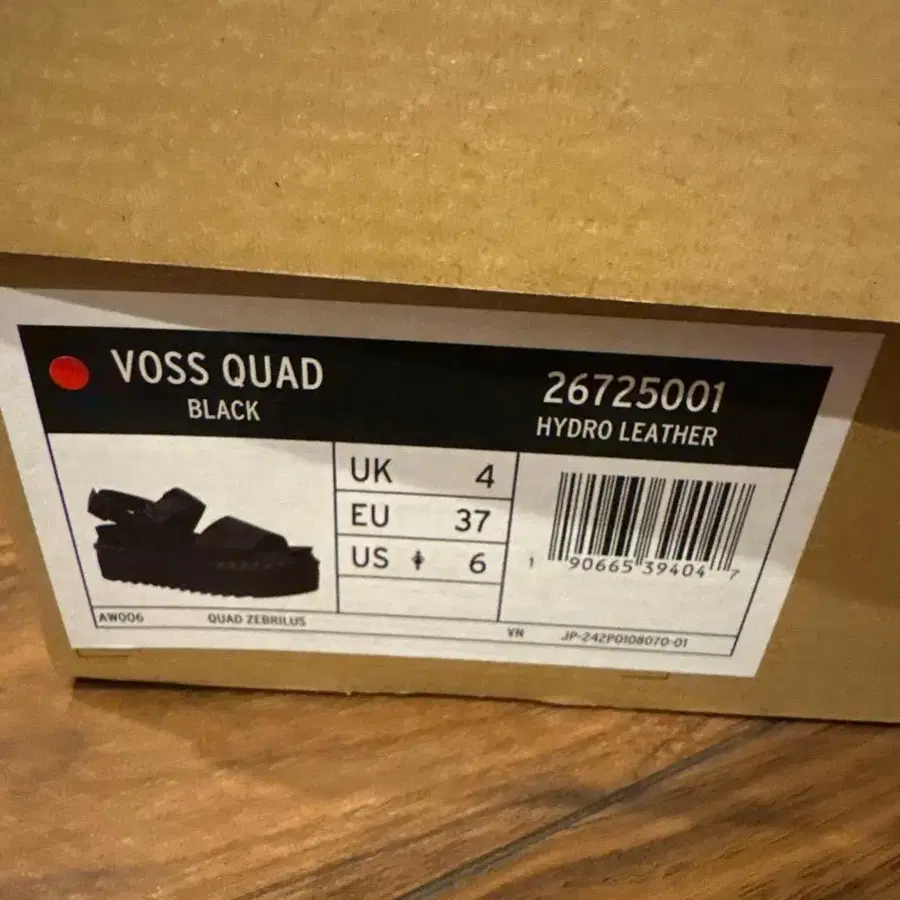 VOSS QUAD
BLACK
26725001
HYDRO LEATHER
UK 4
EU 37
US 6
1 90665 39404 7
AW006 QUAD ZEBRILUS
VN JP-242P0108070-01